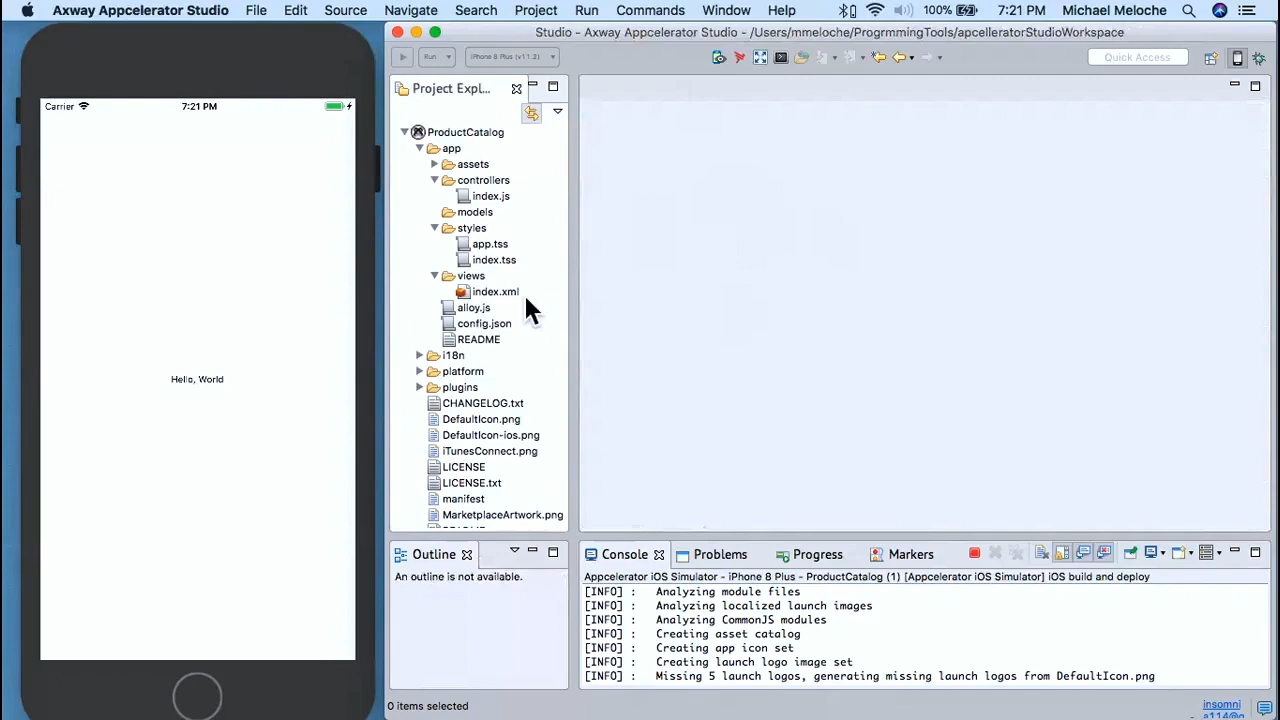 Axway Appcelerator Studio File Edit Source Navigate Search Project Run Commands Window Help 100% 7:21 PM Michael Meloche
Studio - Axway Appcelerator Studio - /Users/mmeloche/ProgrmmingTools/apcelleratorStudioWorkspace
Run iPhone 8 Plus (v11.2) Quick Access
Project Expl...
Carrier 7:21 PM
Hello, World
ProductCatalog
app
assets
controllers
index.js
models
styles
app.tss
index.tss
views
index.xml
alloy.js
config.json
README
i18n
platform
plugins
CHANGELOG.txt
DefaultIcon.png
DefaultIcon-ios.png
iTunesConnect.png
LICENSE
LICENSE.txt
manifest
MarketplaceArtwork.png
Outline
An outline is not available.
Console Problems Progress Markers
Appcelerator iOS Simulator - iPhone 8 Plus - ProductCatalog (1) [Appcelerator iOS Simulator] iOS build and deploy
[INFO] : Analyzing module files
[INFO] : Analyzing localized launch images
[INFO] : Analyzing CommonJS modules
[INFO] : Creating asset catalog
[INFO] : Creating app icon set
[INFO] : Creating launch logo image set
[INFO] : Missing 5 launch logos, generating missing launch logos from DefaultIcon.png
0 items selected
insomni